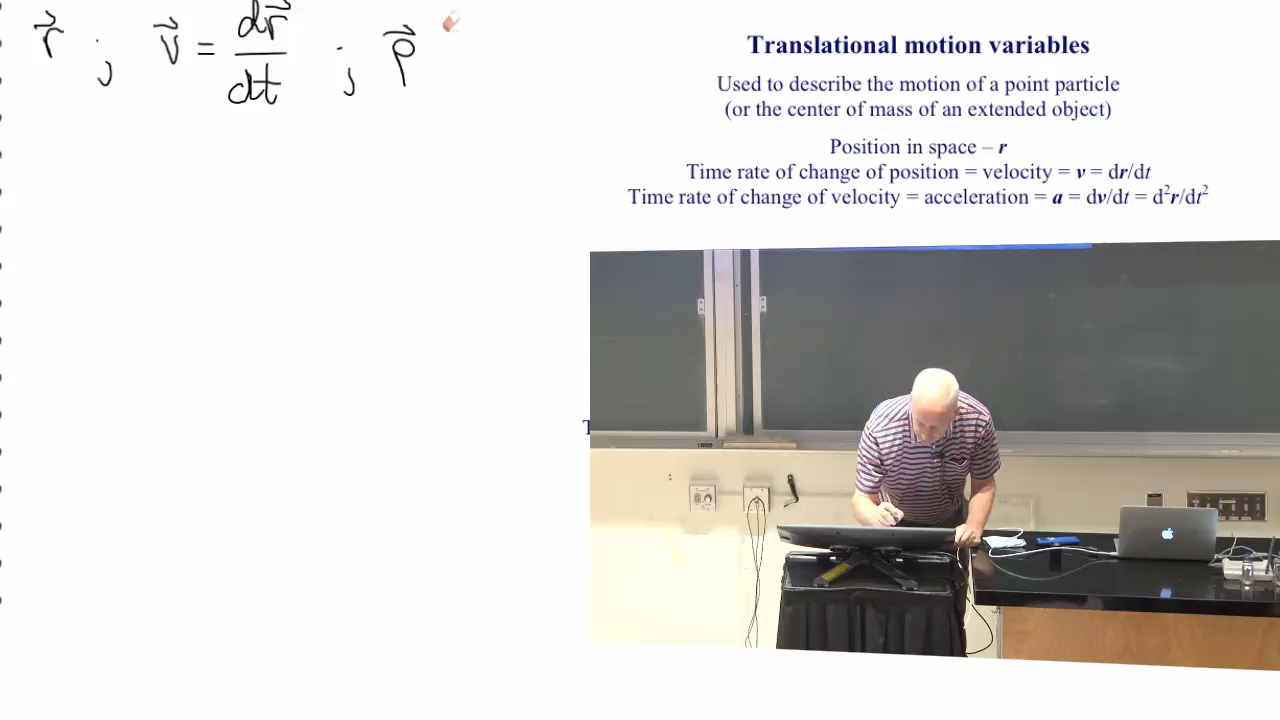 r⃗ ; v⃗ = dr⃗/dt ; p⃗
Translational motion variables
Used to describe the motion of a point particle
(or the center of mass of an extended object)
Position in space – r
Time rate of change of position = velocity = v = dr/dt
Time rate of change of velocity = acceleration = a = dv/dt = d²r/dt²
T